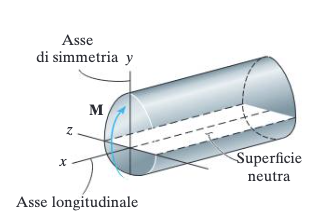 Asse
di simmetria y
M
z
x
Superficie
neutra
Asse longitudinale